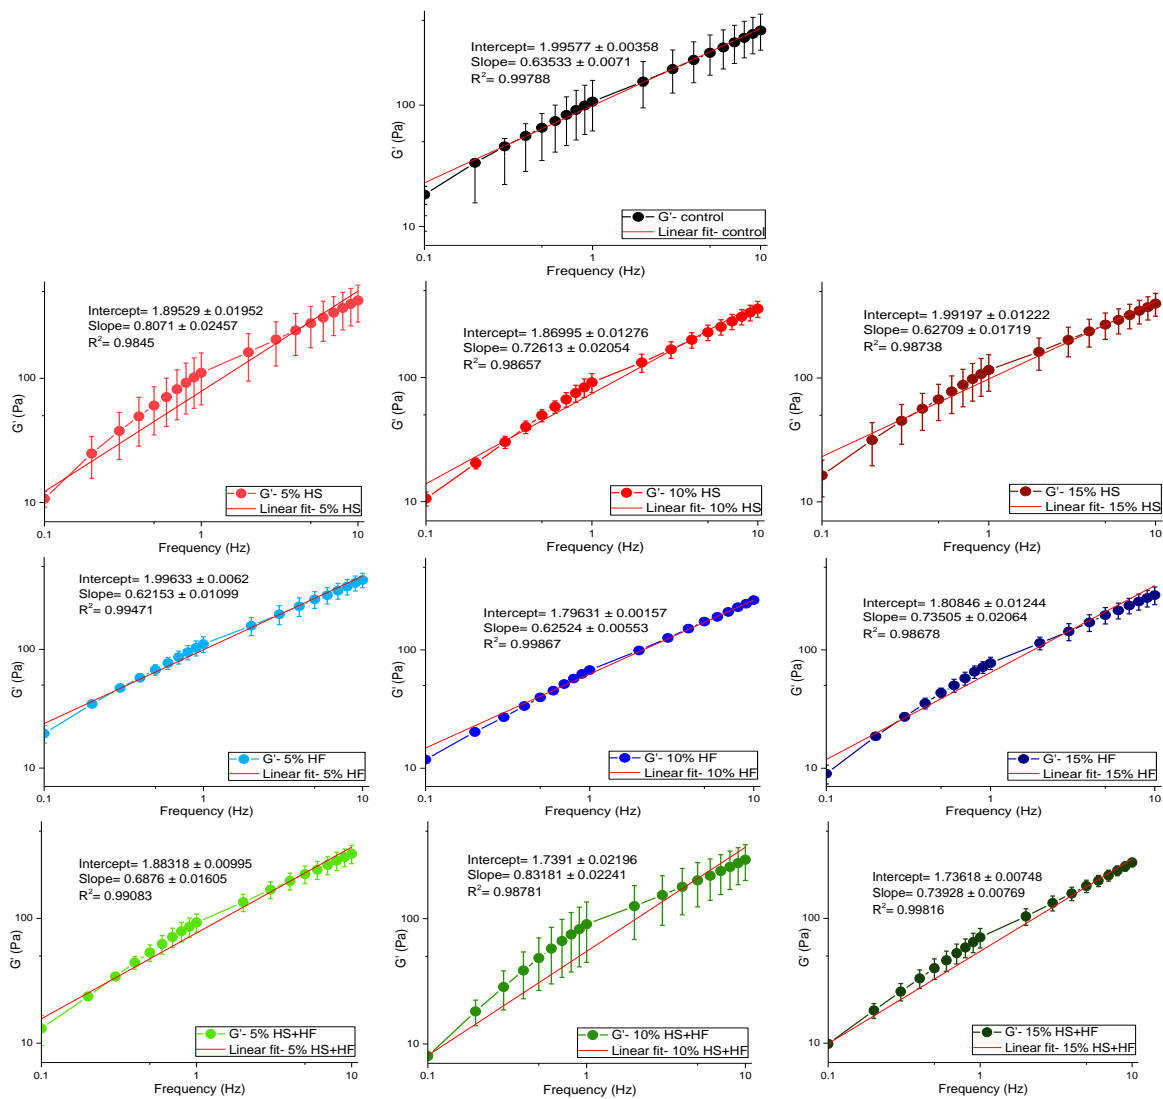 Intercept= 1.99577 ± 0.00358
Slope= 0.63533 ± 0.0071
R²= 0.99788
100
10
G' (Pa)
G'- control
Linear fit- control
0.1 1 10
Frequency (Hz)
Intercept= 1.89529 ± 0.01952
Slope= 0.8071 ± 0.02457
R²= 0.9845
100
10
G' (Pa)
G'- 5% HS
Linear fit- 5% HS
0.1 1 10
Frequency (Hz)
Intercept= 1.86995 ± 0.01276
Slope= 0.72613 ± 0.02054
R²= 0.98657
100
10
G' (Pa)
G'- 10% HS
Linear fit- 10% HS
0.1 1 10
Frequency (Hz)
Intercept= 1.99197 ± 0.01222
Slope= 0.62709 ± 0.01719
R²= 0.98738
100
10
G' (Pa)
G'- 15% HS
Linear fit- 15% HS
0.1 1 10
Frequency (Hz)
Intercept= 1.99633 ± 0.0062
Slope= 0.62153 ± 0.01099
R²= 0.99471
100
10
G' (Pa)
G'- 5% HF
Linear fit- 5% HF
0.1 1 10
Frequency (Hz)
Intercept= 1.79631 ± 0.00157
Slope= 0.62524 ± 0.00553
R²= 0.99867
100
10
G' (Pa)
G'- 10% HF
Linear fit- 10% HF
0.1 1 10
Frequency (Hz)
Intercept= 1.80846 ± 0.01244
Slope= 0.73505 ± 0.02064
R²= 0.98678
100
10
G' (Pa)
G'- 15% HF
Linear fit- 15% HF
0.1 1 10
Frequency (Hz)
Intercept= 1.88318 ± 0.00995
Slope= 0.6876 ± 0.01605
R²= 0.99083
100
10
G' (Pa)
G'- 5% HS+HF
Linear fit- 5% HS+HF
0.1 1 10
Frequency (Hz)
Intercept= 1.7391 ± 0.02196
Slope= 0.83181 ± 0.02241
R²= 0.98781
100
10
G' (Pa)
G'- 10% HS+HF
Linear fit- 10% HS+HF
0.1 1 10
Frequency (Hz)
Intercept= 1.73618 ± 0.00748
Slope= 0.73928 ± 0.00769
R²= 0.99816
100
10
G' (Pa)
G'- 15% HS+HF
Linear fit- 15% HS+HF
0.1 1 10
Frequency (Hz)